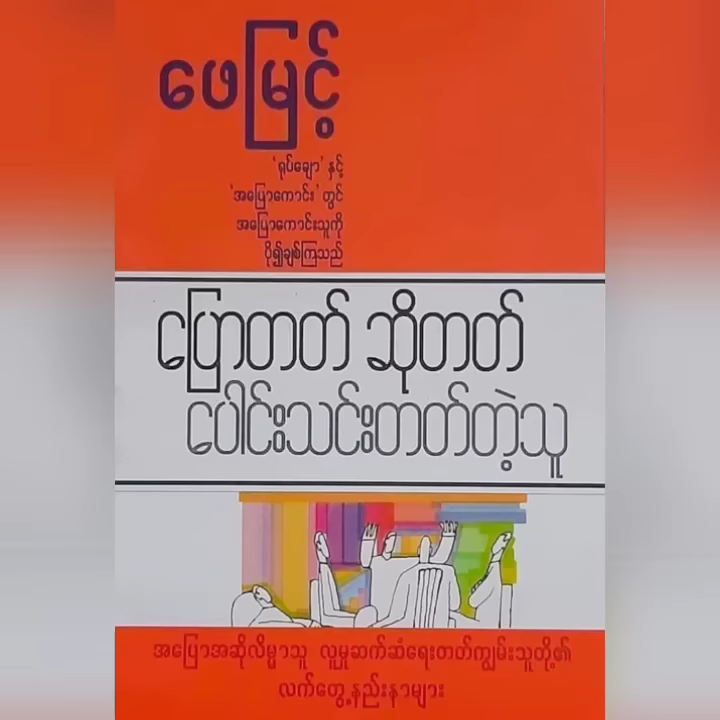 ဖေမြင့်
‘ရုပ်ချော’ နှင့်
‘အပြောကောင်း’ တွင်
အပြောကောင်းသူကို
ပို၍ချစ်ကြသည်
ပြောတတ် ဆိုတတ်
ပေါင်းသင်းတတ်တဲ့သူ
အပြောအဆိုလိမ္မာသူ လူမှုဆက်ဆံရေးတတ်ကျွမ်းသူတို့၏
လက်တွေ့နည်းနာများ